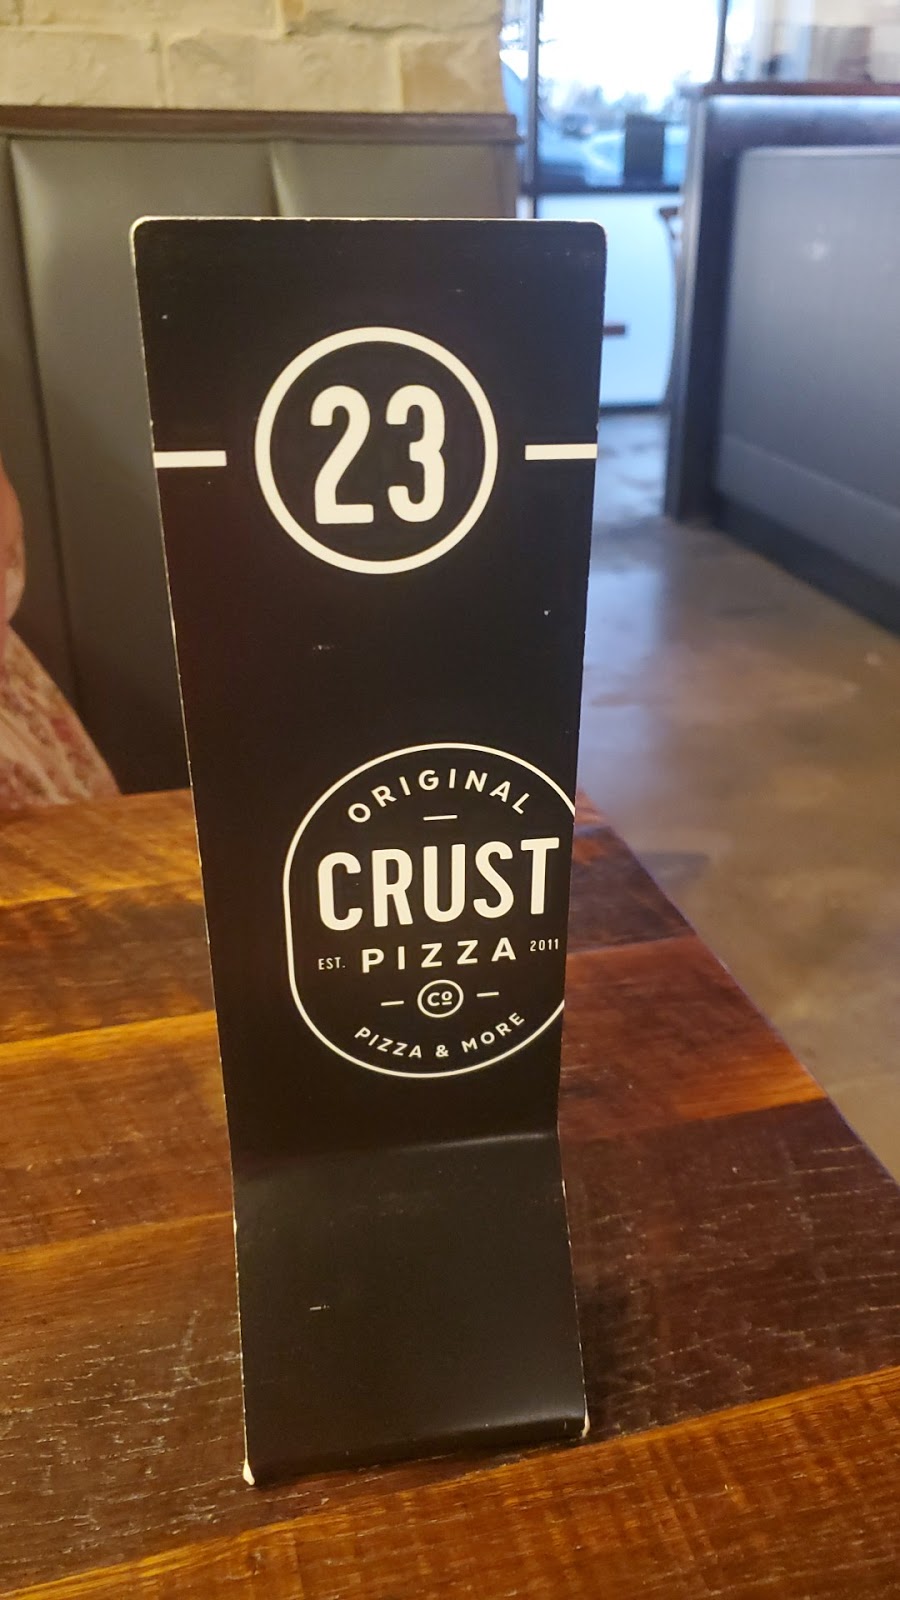 23
ORIGINAL
CRUST
EST. PIZZA 2011
Co
PIZZA & MORE